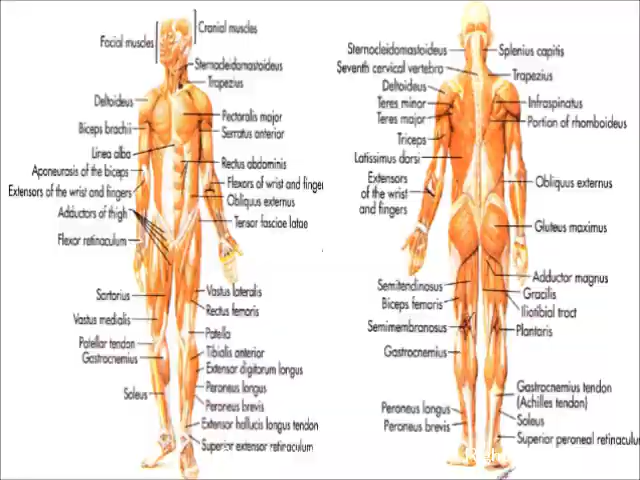 Cranial muscles
Facial muscles
Sternocleidomastoideus
Trapezius
Deltoideus
Pectoralis major
Biceps brachii
Serratus anterior
Linea alba
Rectus abdominis
Aponeurosis of the biceps
Flexors of wrist and finger
Extensors of the wrist and fingers
Obliquus externus
Adductors of thigh
Tensor fasciae latae
Flexor retinaculum
Vastus lateralis
Sartorius
Rectus femoris
Vastus medialis
Patella
Patellar tendon
Tibialis anterior
Gastrocnemius
Extensor digitorum longus
Peroneus longus
Soleus
Peroneus brevis
Extensor hallucis longus tendon
Superior extensor retinaculum
Sternocleidomastoideus
Splenius capitis
Seventh cervical vertebra
Trapezius
Deltoideus
Teres minor
Infraspinatus
Teres major
Portion of rhomboideus
Triceps
Latissimus dorsi
Extensors
of the wrist
and fingers
Obliquus externus
Gluteus maximus
Adductor magnus
Semitendinosus
Gracilis
Biceps femoris
Iliotibial tract
Semimembranosus
Plantaris
Gastrocnemius
Gastrocnemius tendon
(Achilles tendon)
Peroneus longus
Soleus
Peroneus brevis
Superior peroneal retinaculu